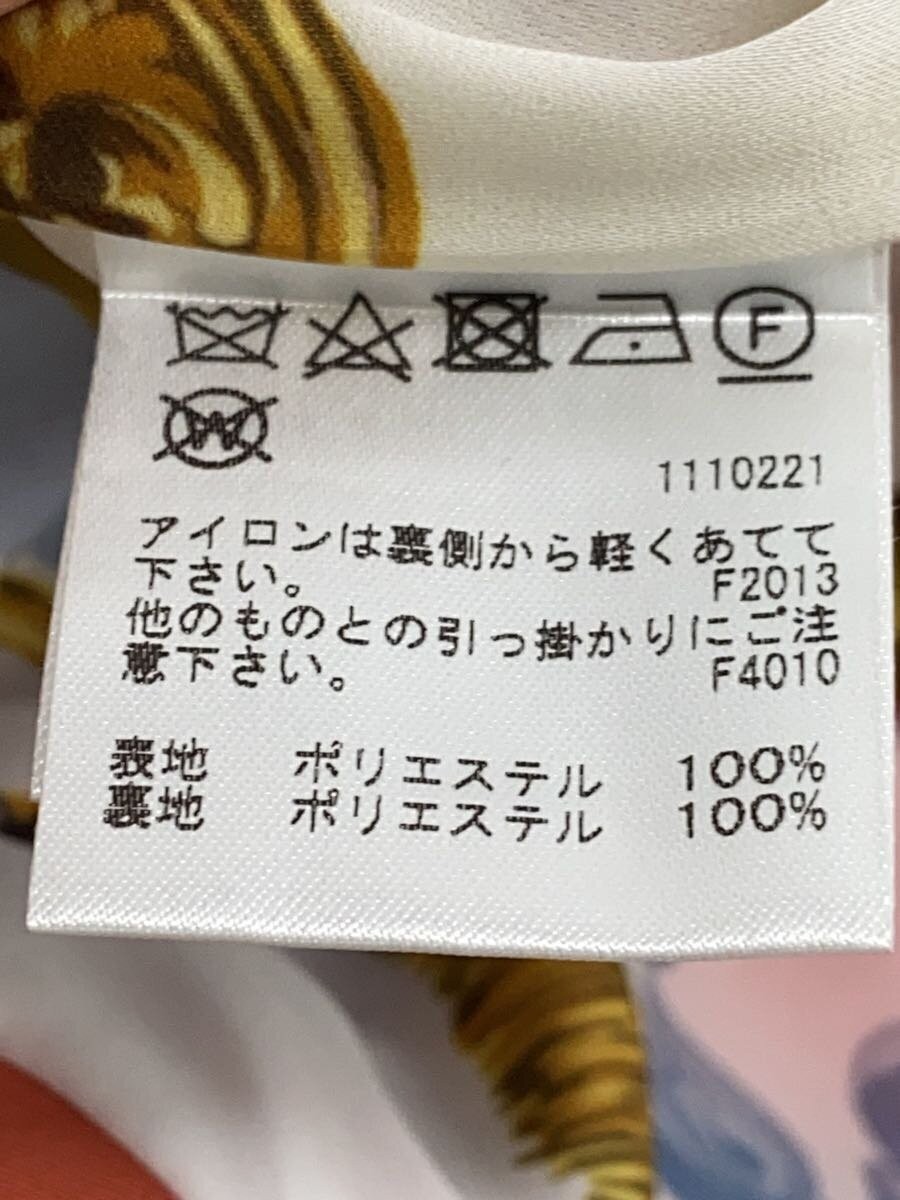 F
W
1110221
アイロンは裏側から軽くあてて
下さい。 F2013
他のものとの引っ掛かりにご注
意下さい。 F4010
表地 ポリエステル 100%
裏地 ポリエステル 100%